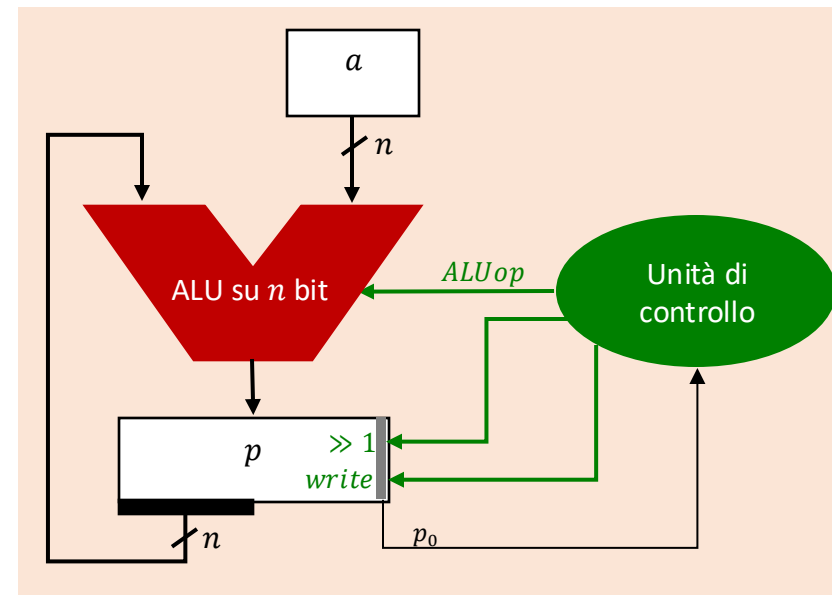 a
n
ALU su n bit
ALUop
Unità di
controllo
p
≫ 1
write
n
p₀